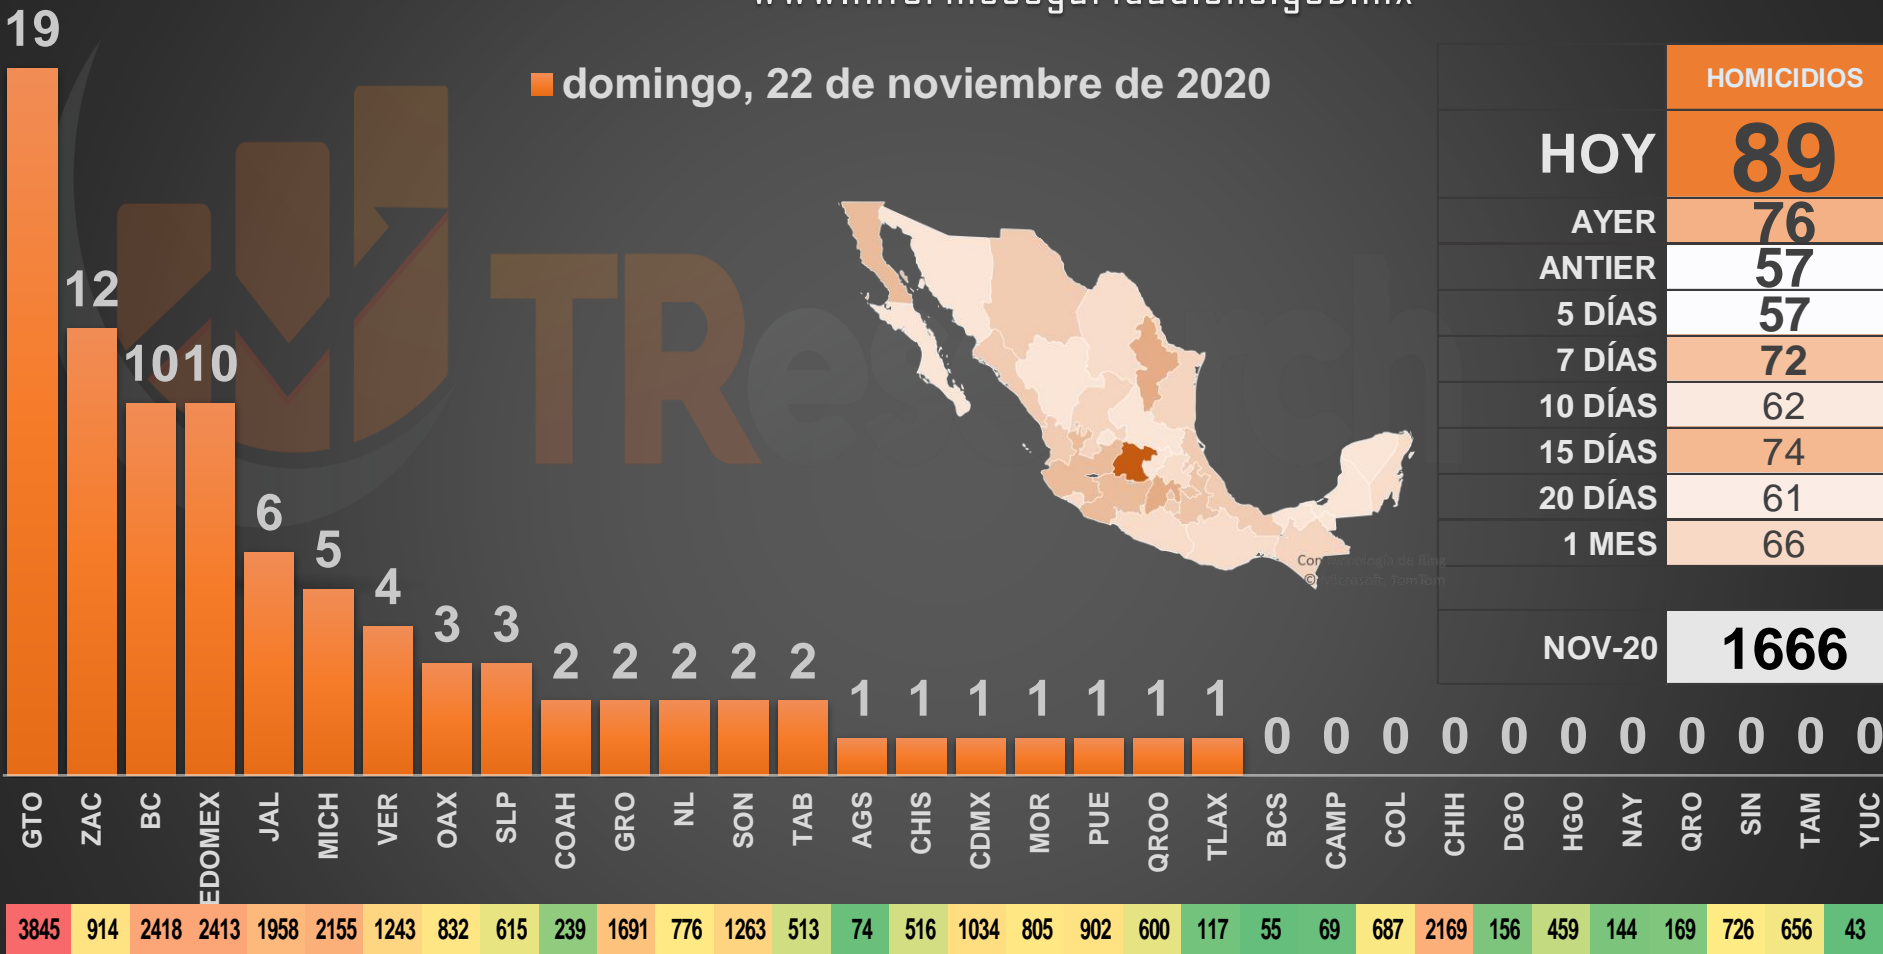 domingo, 22 de noviembre de 2020
TResearch
HOMICIDIOS
HOY 89
AYER 76
ANTIER 57
5 DÍAS 57
7 DÍAS 72
10 DÍAS 62
15 DÍAS 74
20 DÍAS 61
1 MES 66
NOV-20 1666
© Microsoft, TomTom
19 12 10 10 6 5 4 3 3 2 2 2 2 2 1 1 1 1 1 1 1 0 0 0 0 0 0 0 0 0 0 0
GTO ZAC BC EDOMEX JAL MICH VER OAX SLP COAH GRO NL SON TAB AGS CHIS CDMX MOR PUE QROO TLAX BCS CAMP COL CHIH DGO HGO NAY QRO SIN TAM YUC
3845 914 2418 2413 1958 2155 1243 832 615 239 1691 776 1263 513 74 516 1034 805 902 600 117 55 69 687 2169 156 459 144 169 726 656 43